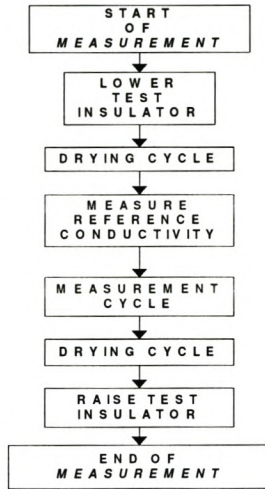 START
OF
MEASUREMENT
LOWER
TEST
INSULATOR
DRYING CYCLE
MEASURE
REFERENCE
CONDUCTIVITY
MEASUREMENT
CYCLE
DRYING CYCLE
RAISE TEST
INSULATOR
END OF
MEASUREMENT